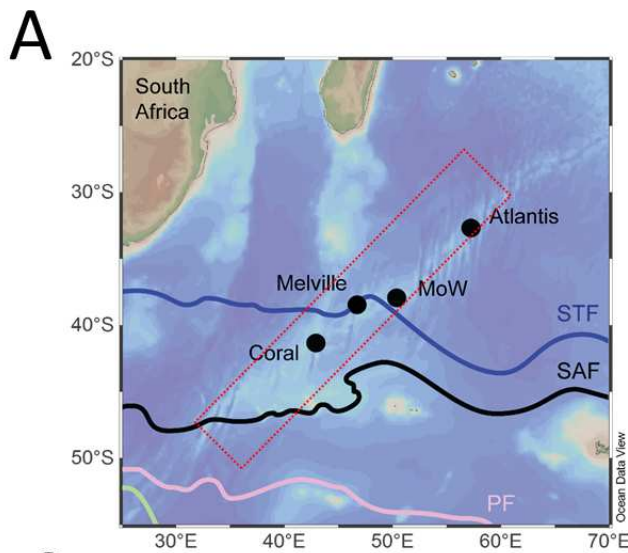 A
20°S
South
Africa
30°S
Atlantis
Melville
MoW
STF
40°S
Coral
SAF
50°S
PF
30°E
40°E
50°E
60°E
70°E
Ocean Data View